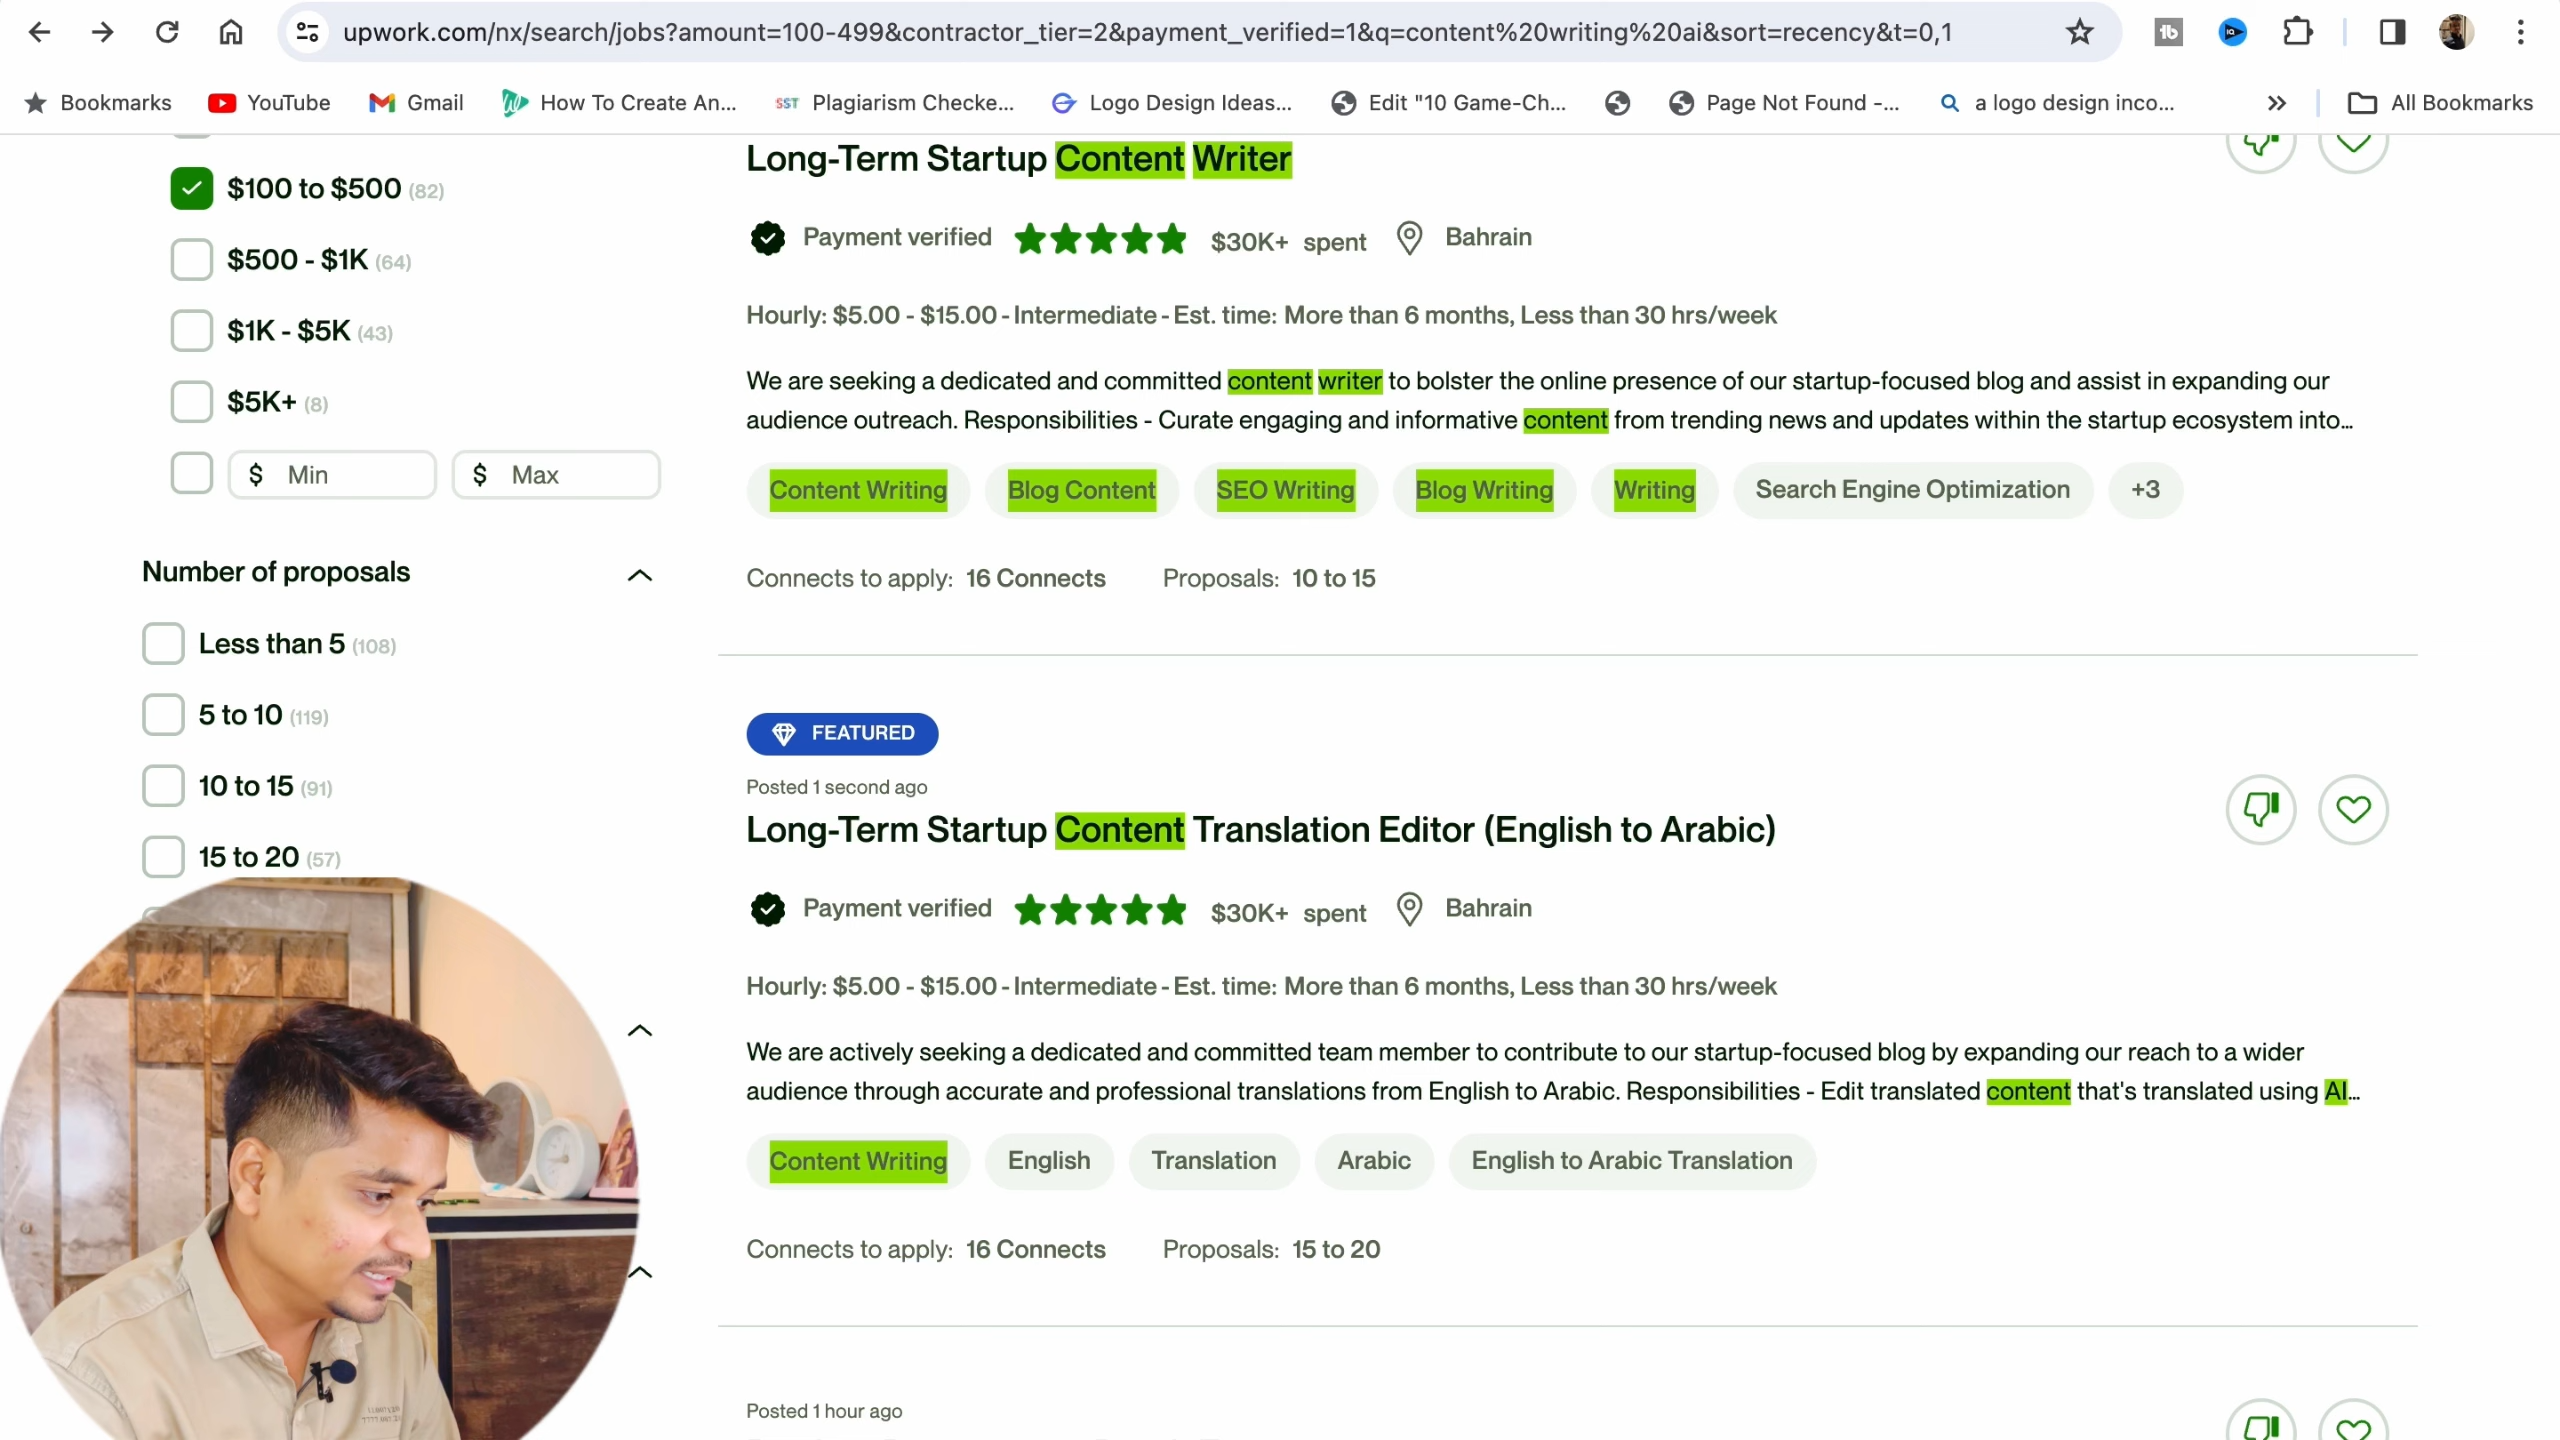 upwork.com/nx/search/jobs?amount=100-499&contractor_tier=2&payment_verified=1&q=content%20writing%20ai&sort=recency&t=0,1
Bookmarks YouTube Gmail How To Create An... SST Plagiarism Checke... Logo Design Ideas... Edit "10 Game-Ch... Page Not Found -... a logo design inco... All Bookmarks
$100 to $500 (82)
$500 - $1K (64)
$1K - $5K (43)
$5K+ (8)
$ Min $ Max
Number of proposals
Less than 5 (108)
5 to 10 (119)
10 to 15 (91)
15 to 20 (57)
Long-Term Startup Content Writer
Payment verified $30K+ spent Bahrain
Hourly: $5.00 - $15.00 - Intermediate - Est. time: More than 6 months, Less than 30 hrs/week
We are seeking a dedicated and committed content writer to bolster the online presence of our startup-focused blog and assist in expanding our
audience outreach. Responsibilities - Curate engaging and informative content from trending news and updates within the startup ecosystem into...
Content Writing Blog Content SEO Writing Blog Writing Writing Search Engine Optimization +3
Connects to apply: 16 Connects Proposals: 10 to 15
FEATURED
Posted 1 second ago
Long-Term Startup Content Translation Editor (English to Arabic)
Payment verified $30K+ spent Bahrain
Hourly: $5.00 - $15.00 - Intermediate - Est. time: More than 6 months, Less than 30 hrs/week
We are actively seeking a dedicated and committed team member to contribute to our startup-focused blog by expanding our reach to a wider
audience through accurate and professional translations from English to Arabic. Responsibilities - Edit translated content that's translated using AI...
Content Writing English Translation Arabic English to Arabic Translation
Connects to apply: 16 Connects Proposals: 15 to 20
Posted 1 hour ago